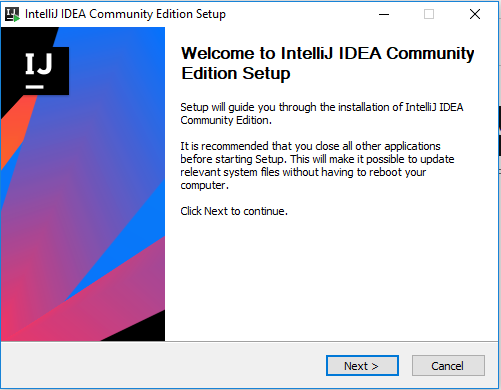 IntelliJ IDEA Community Edition Setup
IJ
Welcome to IntelliJ IDEA Community
Edition Setup
Setup will guide you through the installation of IntelliJ IDEA
Community Edition.
It is recommended that you close all other applications
before starting Setup. This will make it possible to update
relevant system files without having to reboot your
computer.
Click Next to continue.
Next >
Cancel